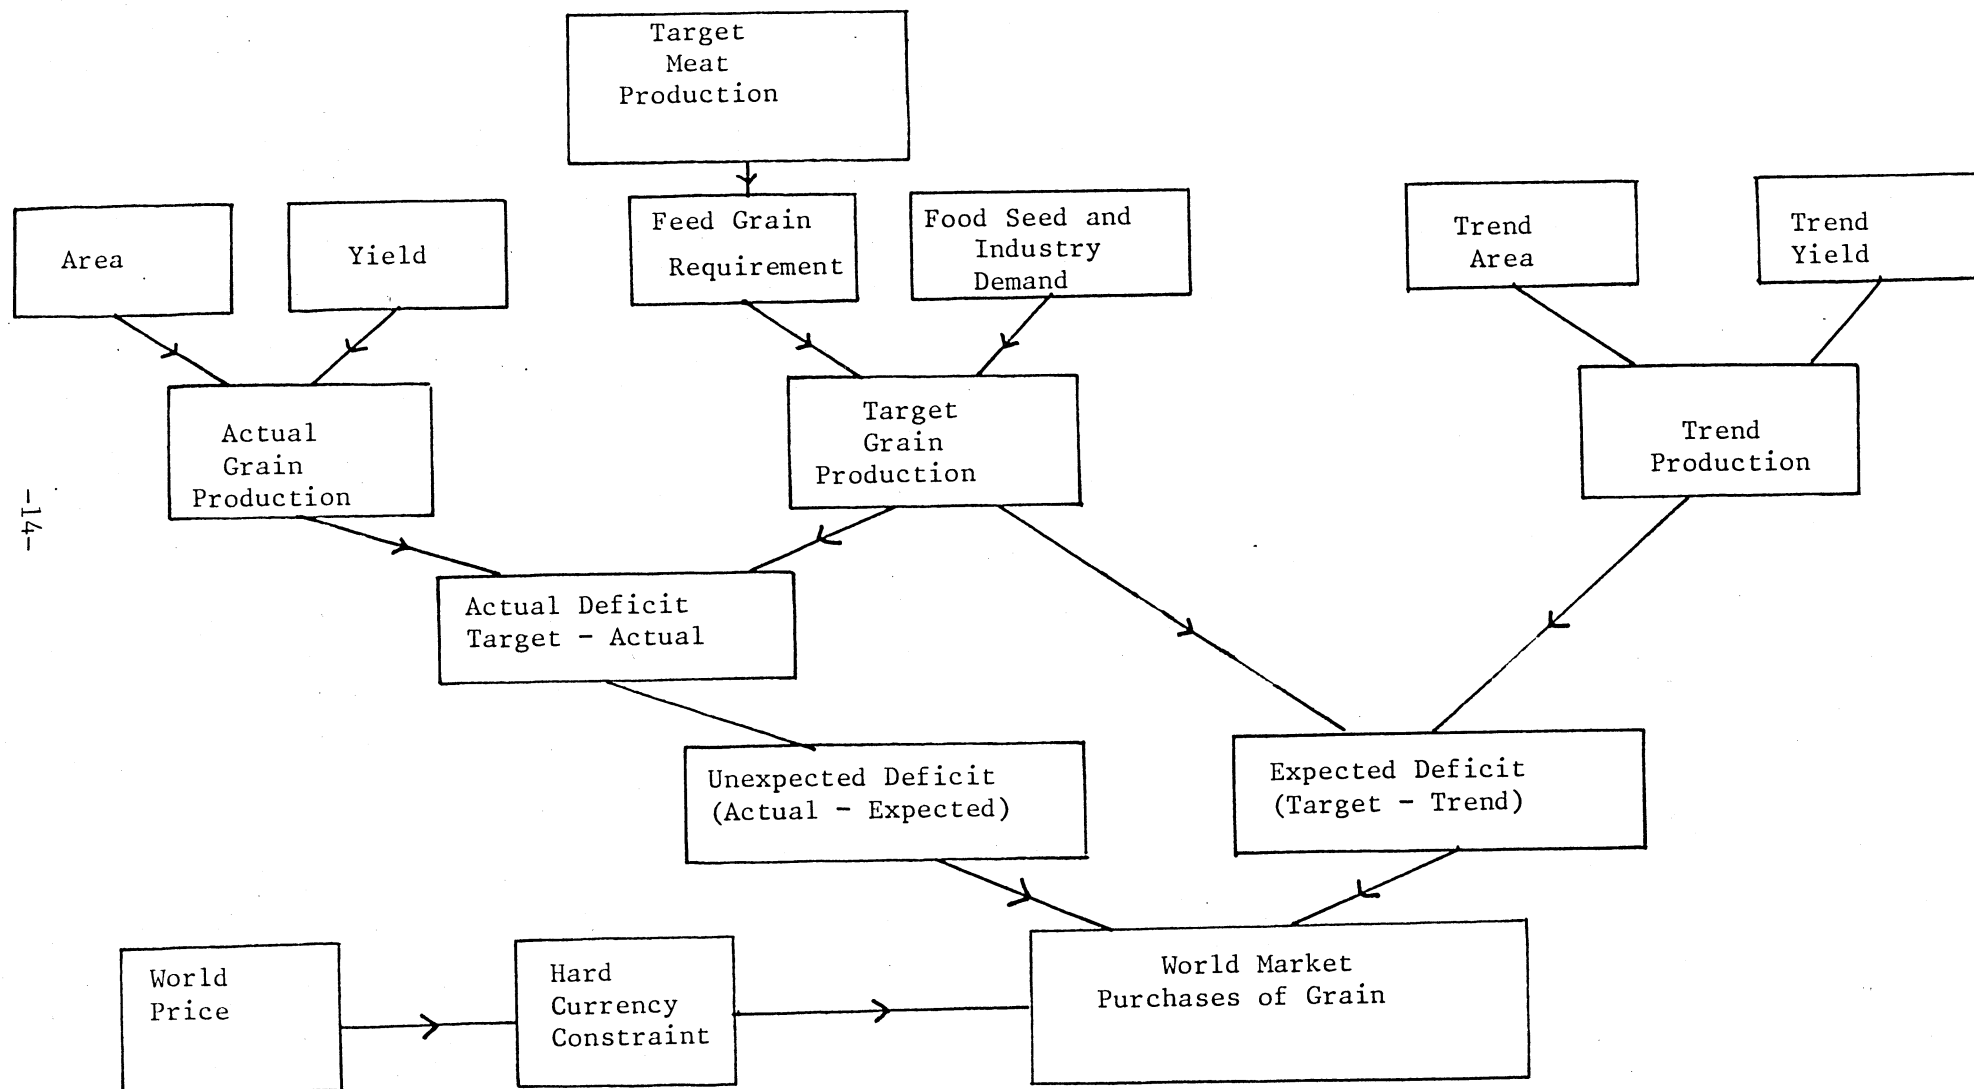 Target
Meat
Production
Area
Yield
Feed Grain
Requirement
Food Seed and
Industry
Demand
Trend
Area
Trend
Yield
Actual
Grain
Production
Target
Grain
Production
Trend
Production
-14-
Actual Deficit
Target - Actual
Unexpected Deficit
(Actual - Expected)
Expected Deficit
(Target - Trend)
World
Price
Hard
Currency
Constraint
World Market
Purchases of Grain